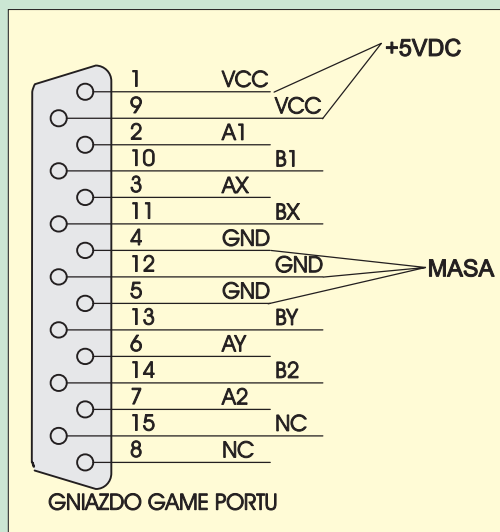 +5VDC
1 VCC
9 VCC
2 A1
10 B1
3 AX
11 BX
4 GND
12 GND
MASA
5 GND
13 BY
6 AY
14 B2
7 A2
15 NC
8 NC
GNIAZDO GAME PORTU